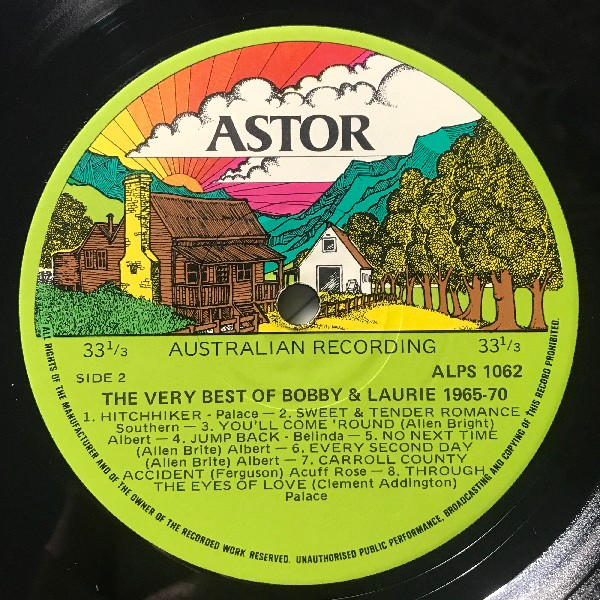 ASTOR
33 1/3 AUSTRALIAN RECORDING 33 1/3
SIDE 2 ALPS 1062
THE VERY BEST OF BOBBY & LAURIE 1965-70
1. HITCHHIKER - Palace — 2. SWEET & TENDER ROMANCE
Southern — 3. YOU'LL COME 'ROUND (Allen Bright)
Albert — 4. JUMP BACK - Belinda — 5. NO NEXT TIME
(Allen Brite) Albert — 6. EVERY SECOND DAY
(Allen Brite) Albert — 7. CARROLL COUNTY
ACCIDENT (Ferguson) Acuff Rose — 8. THROUGH
THE EYES OF LOVE (Clement Addington)
Palace
ALL RIGHTS OF THE MANUFACTURER AND OF THE OWNER OF THE RECORDED WORK RESERVED. UNAUTHORISED PUBLIC PERFORMANCE, BROADCASTING AND COPYING OF THIS RECORD PROHIBITED.